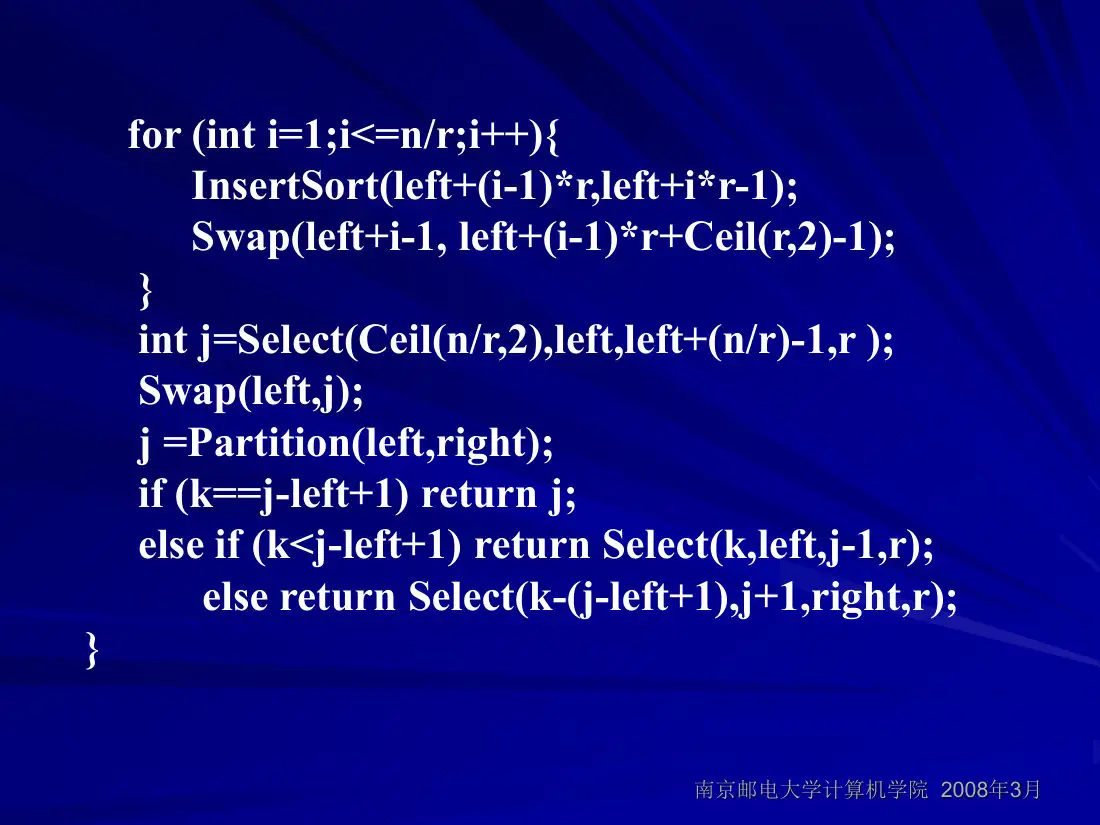 for (int i=1;i<=n/r;i++){
InsertSort(left+(i-1)*r,left+i*r-1);
Swap(left+i-1, left+(i-1)*r+Ceil(r,2)-1);
}
int j=Select(Ceil(n/r,2),left,left+(n/r)-1,r );
Swap(left,j);
j =Partition(left,right);
if (k==j-left+1) return j;
else if (k<j-left+1) return Select(k,left,j-1,r);
else return Select(k-(j-left+1),j+1,right,r);
}
南京邮电大学计算机学院 2008年3月